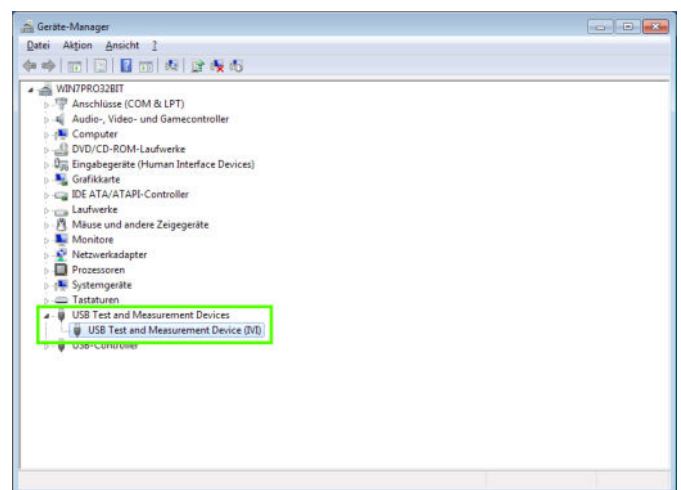 Geräte-Manager
Datei Aktion Ansicht ?
WIN7PRO32BIT
Anschlüsse (COM & LPT)
Audio-, Video- und Gamecontroller
Computer
DVD/CD-ROM-Laufwerke
Eingabegeräte (Human Interface Devices)
Grafikkarte
IDE ATA/ATAPI-Controller
Laufwerke
Mäuse und andere Zeigegeräte
Monitore
Netzwerkadapter
Prozessoren
Systemgeräte
Tastaturen
USB Test and Measurement Devices
USB Test and Measurement Device (IVI)
USB-Controller